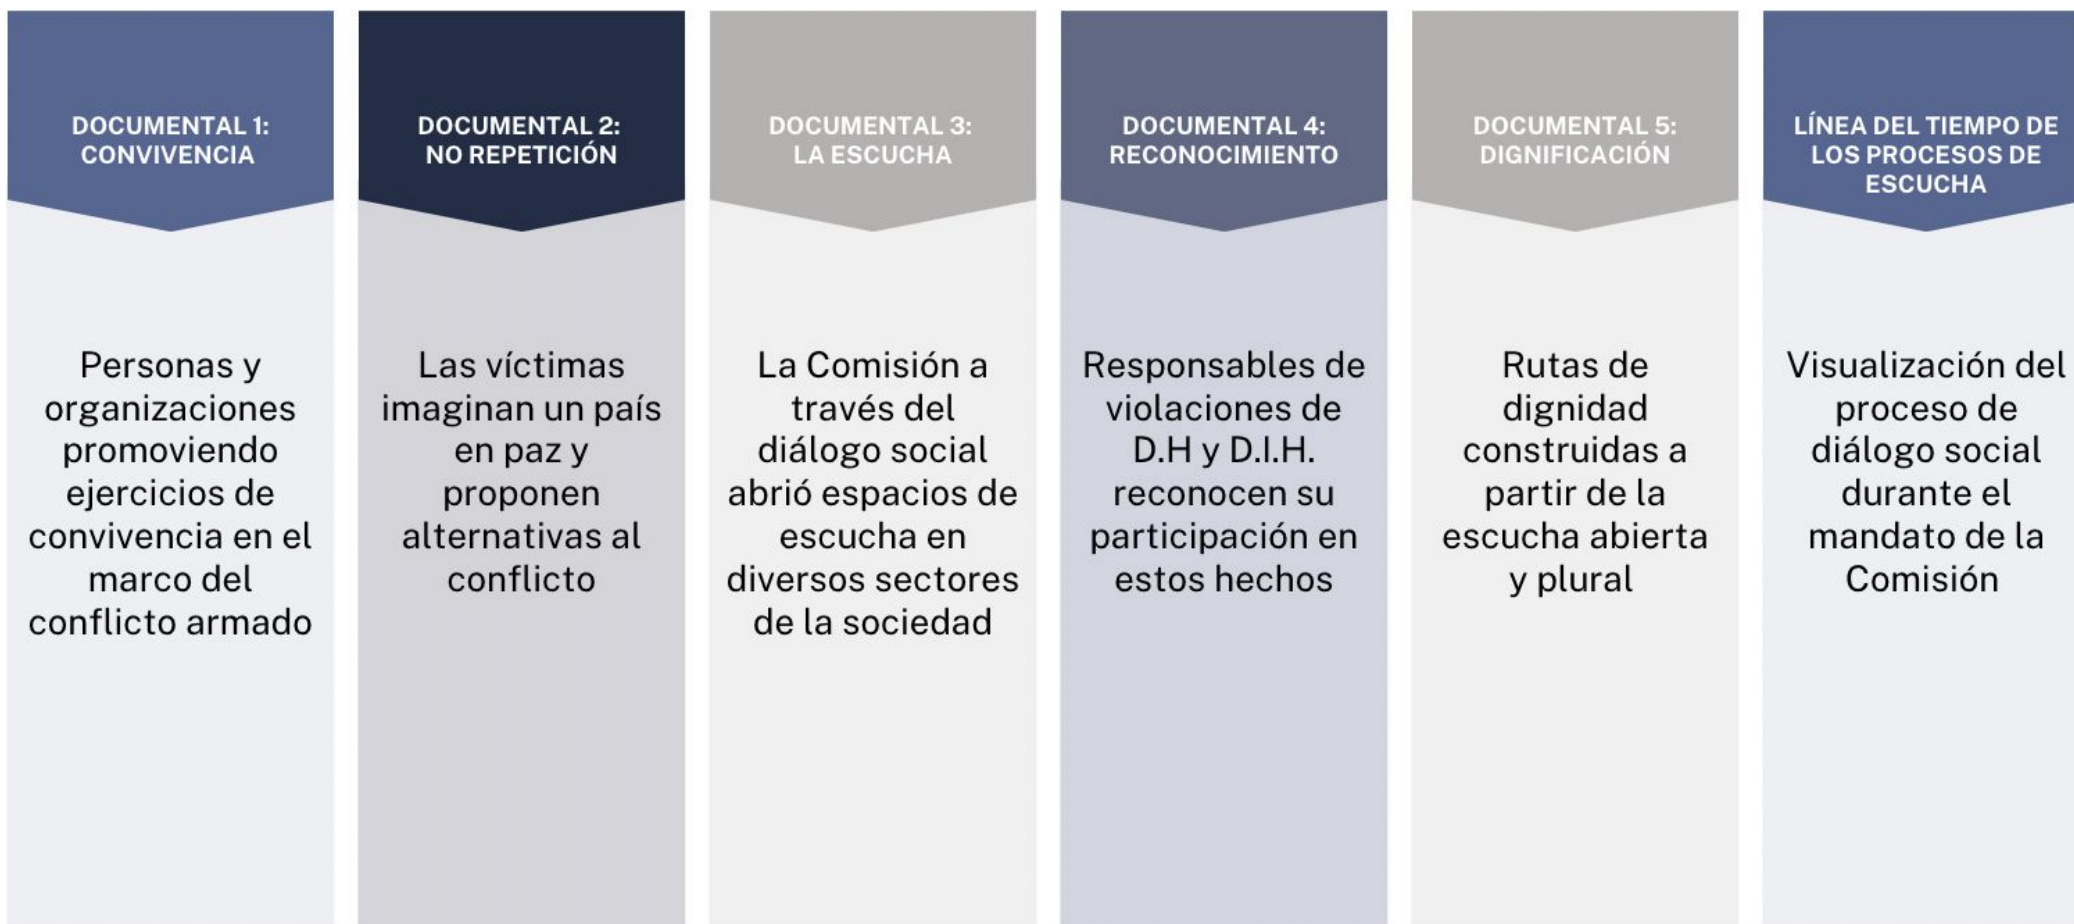 DOCUMENTAL 1:
CONVIVENCIA
Personas y
organizaciones
promoviendo
ejercicios de
convivencia en el
marco del
conflicto armado
DOCUMENTAL 2:
NO REPETICIÓN
Las víctimas
imaginan un país
en paz y
proponen
alternativas al
conflicto
DOCUMENTAL 3:
LA ESCUCHA
La Comisión a
través del
diálogo social
abrió espacios de
escucha en
diversos sectores
de la sociedad
DOCUMENTAL 4:
RECONOCIMIENTO
Responsables de
violaciones de
D.H y D.I.H.
reconocen su
participación en
estos hechos
DOCUMENTAL 5:
DIGNIFICACIÓN
Rutas de
dignidad
construidas a
partir de la
escucha abierta
y plural
LÍNEA DEL TIEMPO DE
LOS PROCESOS DE
ESCUCHA
Visualización del
proceso de
diálogo social
durante el
mandato de la
Comisión